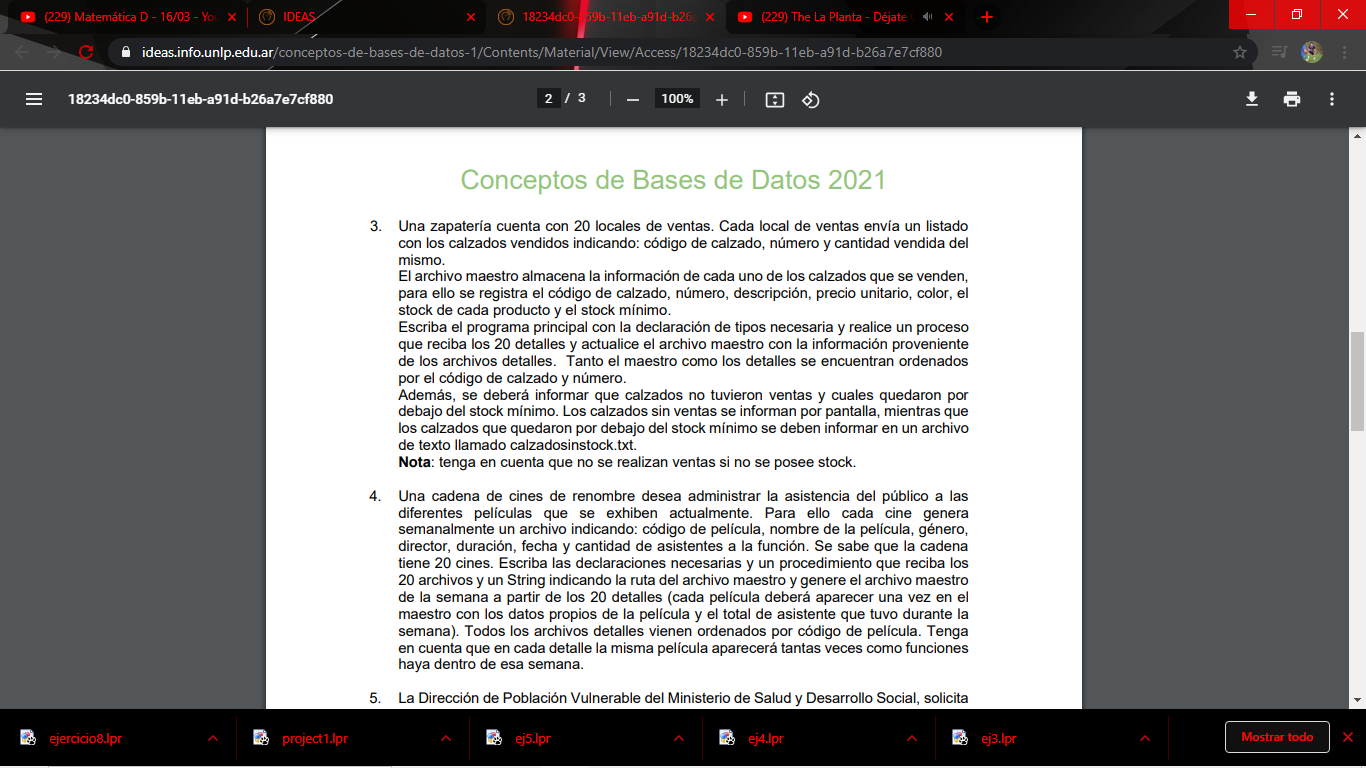 (229) Matemática D - 16/03 - You
IDEAS
18234dc0-859b-11eb-a91d-b26a
(229) The La Planta - Déjate
ideas.info.unlp.edu.ar/conceptos-de-bases-de-datos-1/Contents/Material/View/Access/18234dc0-859b-11eb-a91d-b26a7e7cf880
18234dc0-859b-11eb-a91d-b26a7e7cf880
2 / 3
100%
Conceptos de Bases de Datos 2021
3. Una zapatería cuenta con 20 locales de ventas. Cada local de ventas envía un listado
con los calzados vendidos indicando: código de calzado, número y cantidad vendida del
mismo.
El archivo maestro almacena la información de cada uno de los calzados que se venden,
para ello se registra el código de calzado, número, descripción, precio unitario, color, el
stock de cada producto y el stock mínimo.
Escriba el programa principal con la declaración de tipos necesaria y realice un proceso
que reciba los 20 detalles y actualice el archivo maestro con la información proveniente
de los archivos detalles. Tanto el maestro como los detalles se encuentran ordenados
por el código de calzado y número.
Además, se deberá informar que calzados no tuvieron ventas y cuales quedaron por
debajo del stock mínimo. Los calzados sin ventas se informan por pantalla, mientras que
los calzados que quedaron por debajo del stock mínimo se deben informar en un archivo
de texto llamado calzadosinstock.txt.
Nota: tenga en cuenta que no se realizan ventas si no se posee stock.
4. Una cadena de cines de renombre desea administrar la asistencia del público a las
diferentes películas que se exhiben actualmente. Para ello cada cine genera
semanalmente un archivo indicando: código de película, nombre de la película, género,
director, duración, fecha y cantidad de asistentes a la función. Se sabe que la cadena
tiene 20 cines. Escriba las declaraciones necesarias y un procedimiento que reciba los
20 archivos y un String indicando la ruta del archivo maestro y genere el archivo maestro
de la semana a partir de los 20 detalles (cada película deberá aparecer una vez en el
maestro con los datos propios de la película y el total de asistente que tuvo durante la
semana). Todos los archivos detalles vienen ordenados por código de película. Tenga
en cuenta que en cada detalle la misma película aparecerá tantas veces como funciones
haya dentro de esa semana.
5. La Dirección de Población Vulnerable del Ministerio de Salud y Desarrollo Social, solicita
ejercicio8.lpr
project1.lpr
ej5.lpr
ej4.lpr
ej3.lpr
Mostrar todo